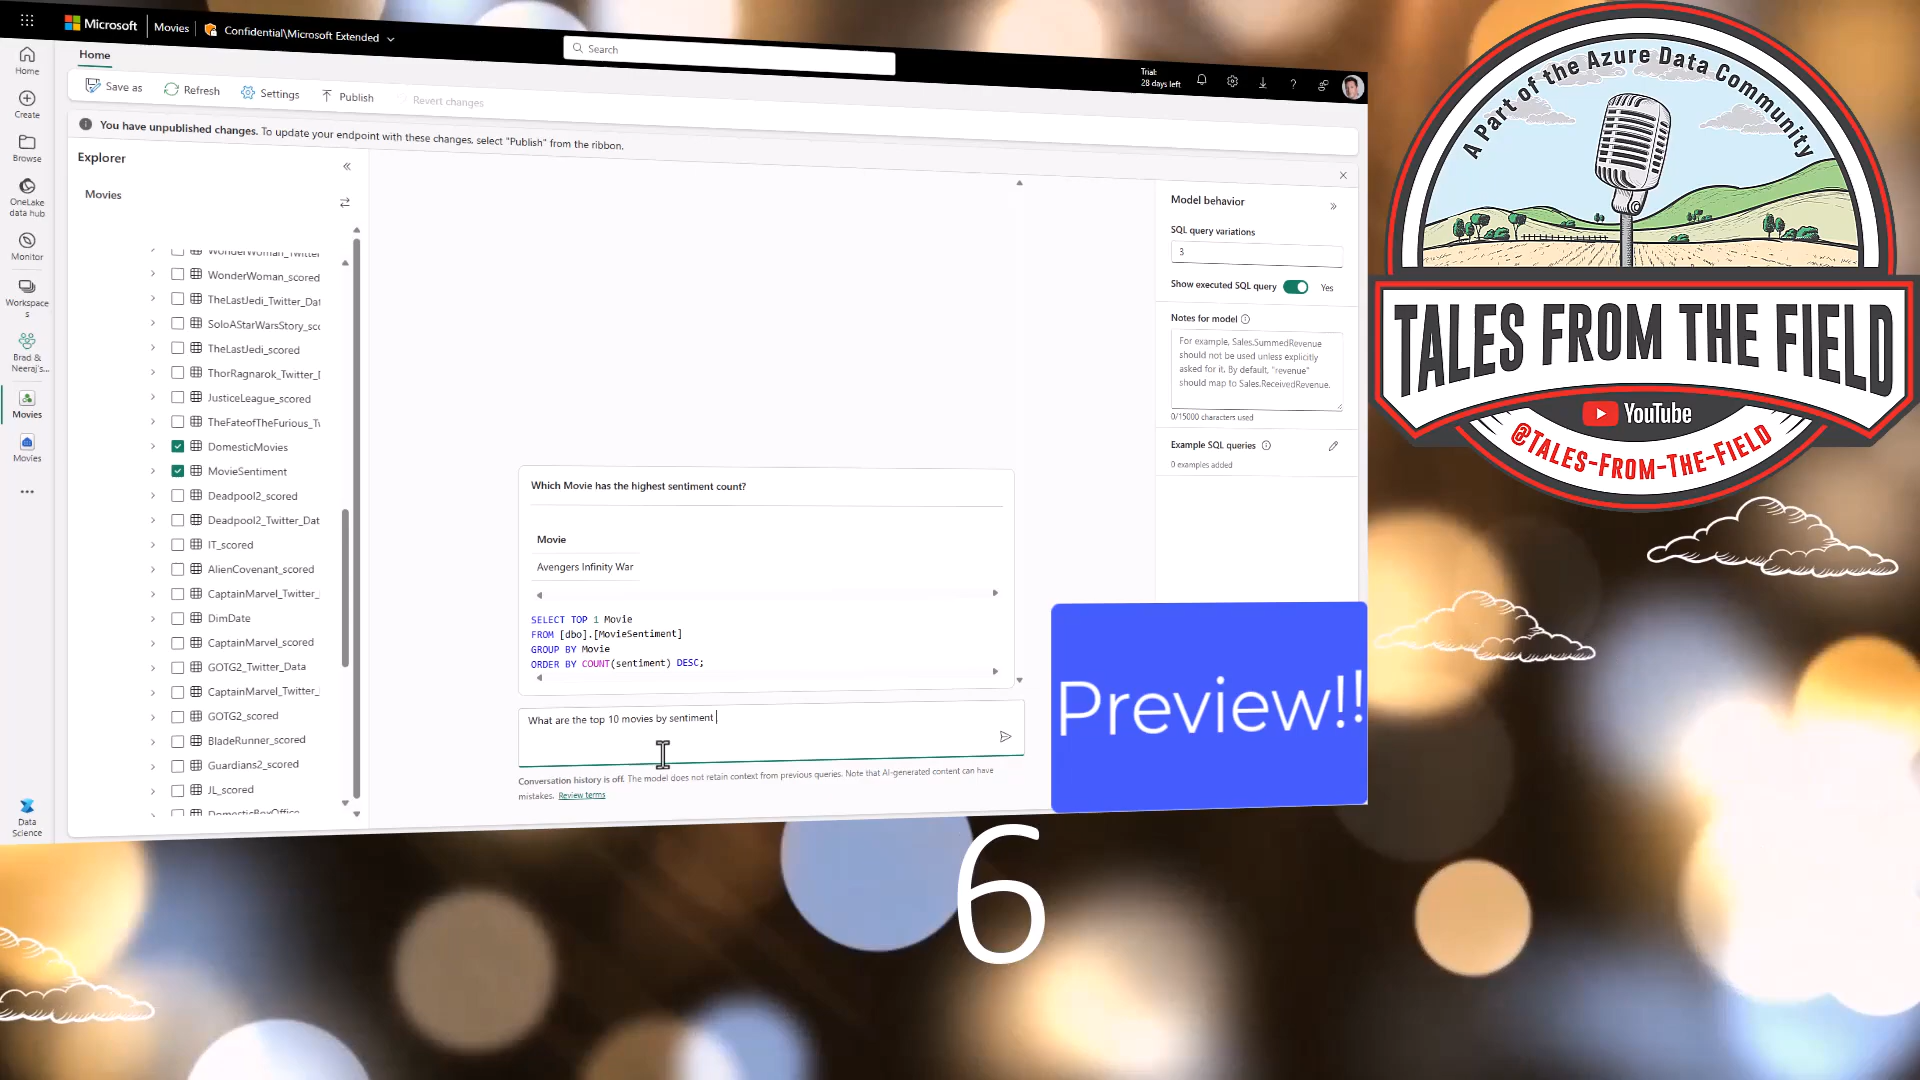 Microsoft
Movies
Confidential\Microsoft Extended
Search
Trial:
28 days left
Home
Save as
Refresh
Settings
Publish
Revert changes
You have unpublished changes. To update your endpoint with these changes, select "Publish" from the ribbon.
Home
Create
Browse
OneLake
data hub
Monitor
Workspace
s
Brad &
Neeraj's...
Movies
Movies
Data
Science
Explorer
Movies
WonderWoman_Twitter
WonderWoman_scored
TheLastJedi_Twitter_Dat
SoloAStarWarsStory_sco
TheLastJedi_scored
ThorRagnarok_Twitter_D
JusticeLeague_scored
TheFateofTheFurious_Tw
DomesticMovies
MovieSentiment
Deadpool2_scored
Deadpool2_Twitter_Dat
IT_scored
AlienCovenant_scored
CaptainMarvel_Twitter_
DimDate
CaptainMarvel_scored
GOTG2_Twitter_Data
CaptainMarvel_Twitter_
GOTG2_scored
BladeRunner_scored
Guardians2_scored
JL_scored
DomesticBoxOffice
Which Movie has the highest sentiment count?
Movie
Avengers Infinity War
SELECT TOP 1 Movie
FROM [dbo].[MovieSentiment]
GROUP BY Movie
ORDER BY COUNT(sentiment) DESC;
What are the top 10 movies by sentiment
Conversation history is off. The model does not retain context from previous queries. Note that AI-generated content can have
mistakes. Review terms
Model behavior
SQL query variations
3
Show executed SQL query
Yes
Notes for model
For example, Sales.SummedRevenue
should not be used unless explicitly
asked for it. By default, "revenue"
should map to Sales.ReceivedRevenue.
0/15000 characters used
Example SQL queries
0 examples added
Preview!!
6
A Part of the Azure Data Community
TALES FROM THE FIELD
YouTube
@TALES-FROM-THE-FIELD